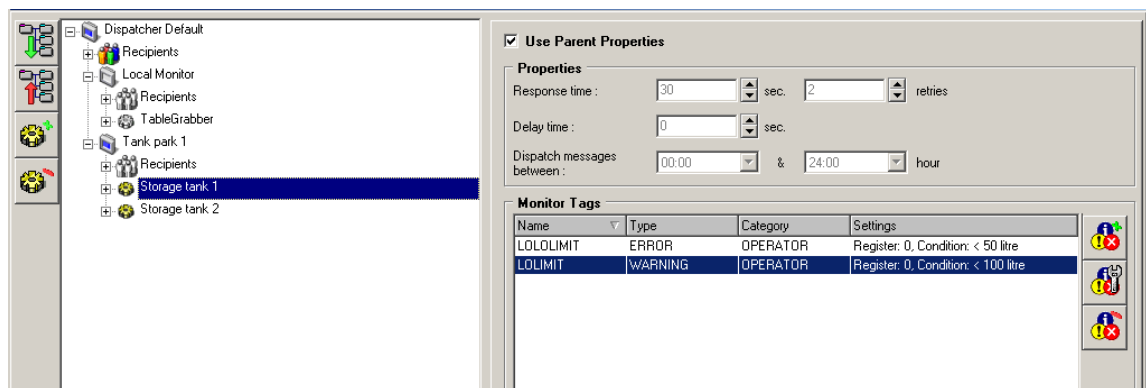 Dispatcher Default
Recipients
Local Monitor
Recipients
TableGrabber
Tank park 1
Recipients
Storage tank 1
Storage tank 2
Use Parent Properties
Properties
Response time : 30 sec. 2 retries
Delay time : 0 sec.
Dispatch messages
between : 00:00 & 24:00 hour
Monitor Tags
Name Type Category Settings
LOLOLIMIT ERROR OPERATOR Register: 0, Condition: < 50 litre
LOLIMIT WARNING OPERATOR Register: 0, Condition: < 100 litre